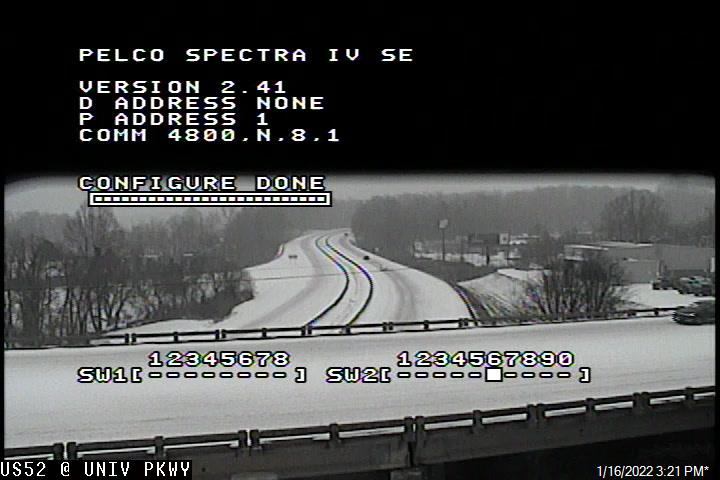 PELCO SPECTRA IV SE
VERSION 2.41
D ADDRESS NONE
P ADDRESS 1
COMM 4800,N,8,1
CONFIGURE DONE
12345678 1234567890
SW1[--------] SW2[-----■----]
US52 @ UNIV PKWY 1/16/2022 3:21 PM*